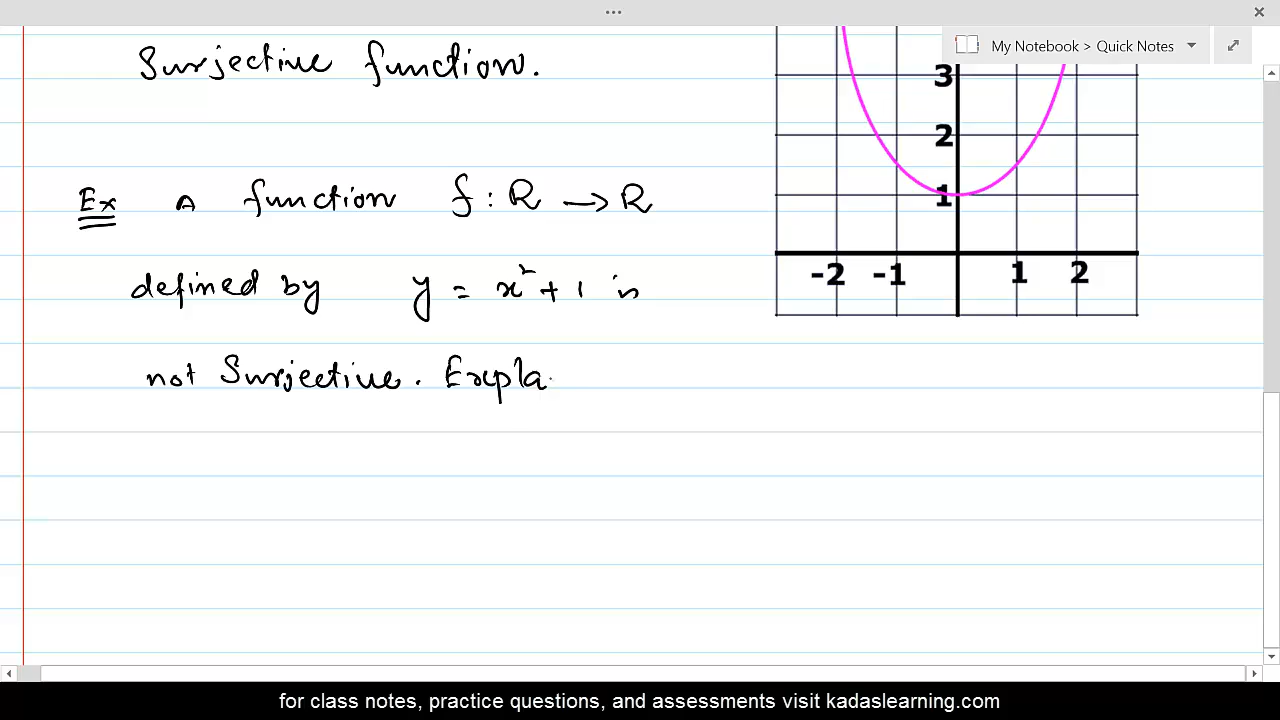 ...
My Notebook > Quick Notes
Surjective function.
3
2
1
-2 -1 1 2
Ex A function f : R → R
defined by y = x² + 1 is
not Surjective. Expla
for class notes, practice questions, and assessments visit kadaslearning.com